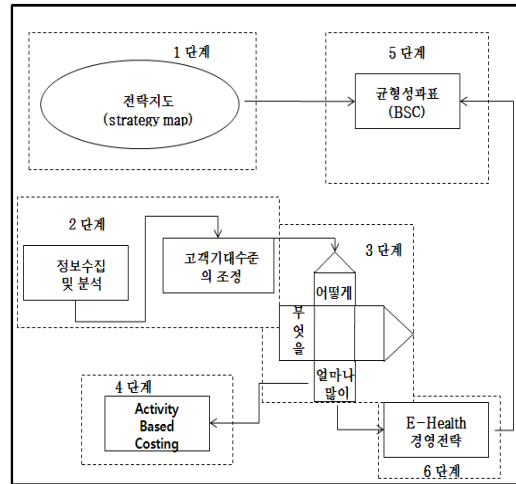 1 단계
전략지도
(strategy map)
5 단계
균형성과표
(BSC)
2 단계
정보수집
및 분석
고객기대수준
의 조정
3 단계
어떻게
무
엇
을
얼마나
많이
4 단계
Activity
Based
Costing
E-Health
경영전략
6 단계